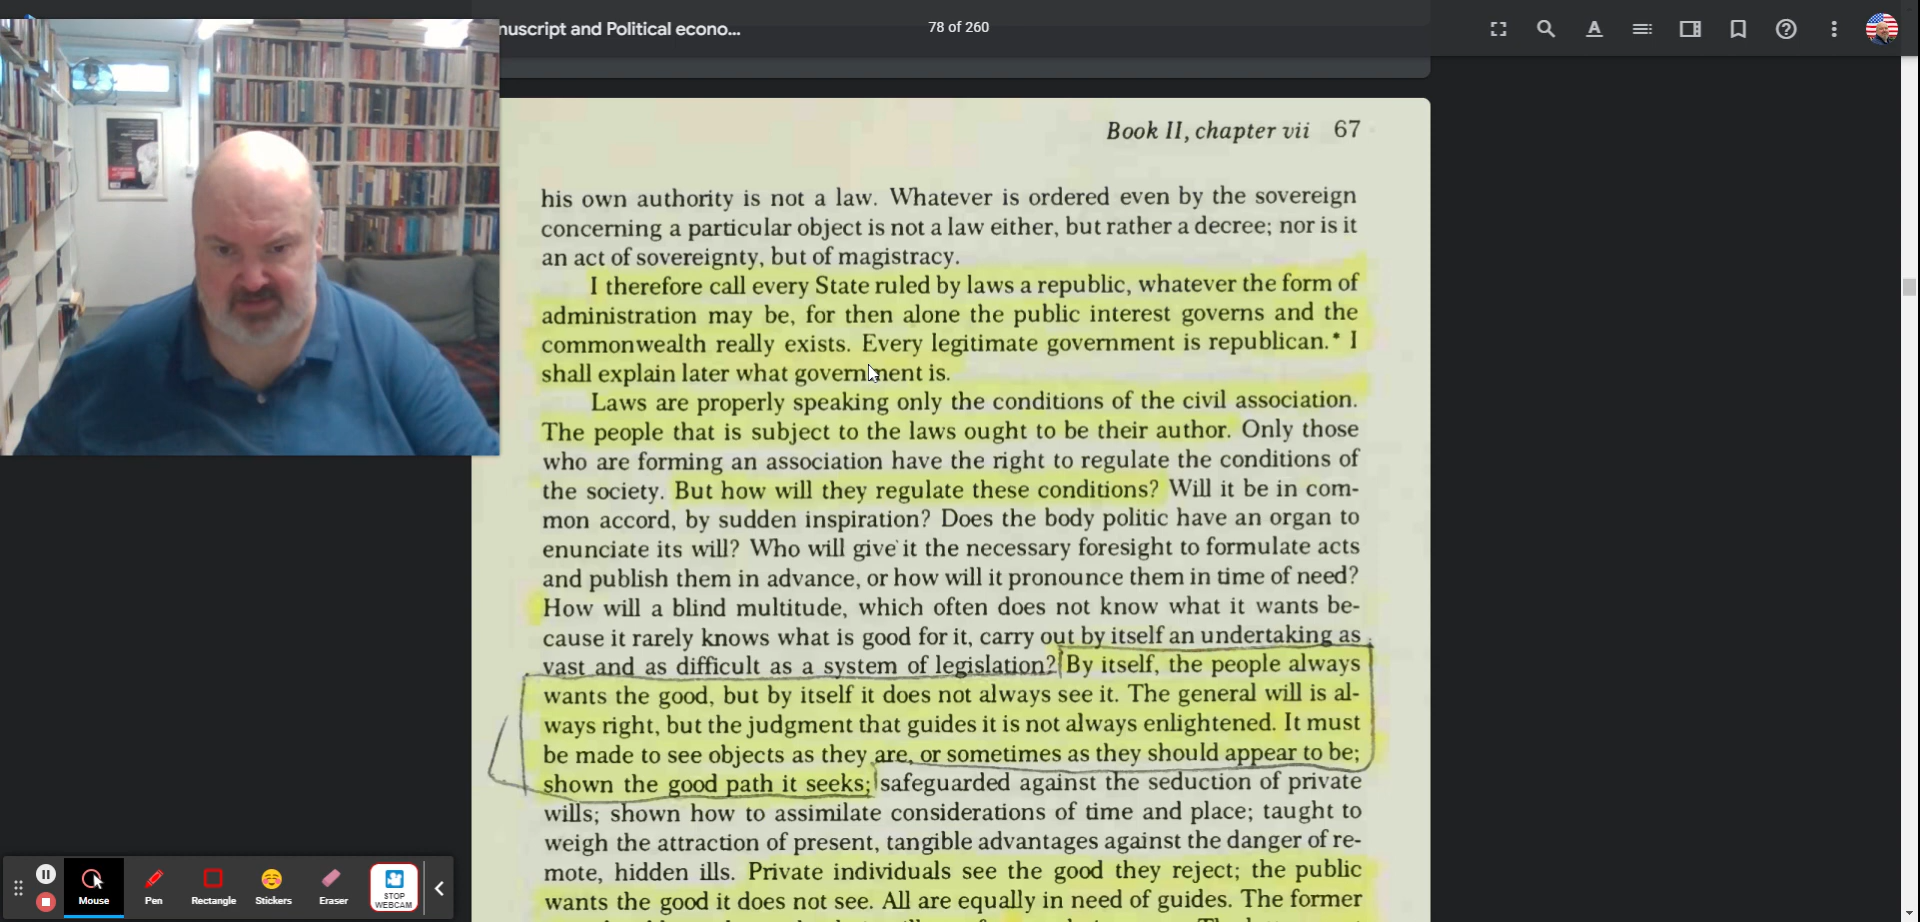 nuscript and Political econo...
78 of 260
Book II, chapter vii 67
his own authority is not a law. Whatever is ordered even by the sovereign
concerning a particular object is not a law either, but rather a decree; nor is it
an act of sovereignty, but of magistracy.
I therefore call every State ruled by laws a republic, whatever the form of
administration may be, for then alone the public interest governs and the
commonwealth really exists. Every legitimate government is republican.* I
shall explain later what government is.
Laws are properly speaking only the conditions of the civil association.
The people that is subject to the laws ought to be their author. Only those
who are forming an association have the right to regulate the conditions of
the society. But how will they regulate these conditions? Will it be in com-
mon accord, by sudden inspiration? Does the body politic have an organ to
enunciate its will? Who will give it the necessary foresight to formulate acts
and publish them in advance, or how will it pronounce them in time of need?
How will a blind multitude, which often does not know what it wants be-
cause it rarely knows what is good for it, carry out by itself an undertaking as
vast and as difficult as a system of legislation? By itself, the people always
wants the good, but by itself it does not always see it. The general will is al-
ways right, but the judgment that guides it is not always enlightened. It must
be made to see objects as they are, or sometimes as they should appear to be;
shown the good path it seeks; safeguarded against the seduction of private
wills; shown how to assimilate considerations of time and place; taught to
weigh the attraction of present, tangible advantages against the danger of re-
mote, hidden ills. Private individuals see the good they reject; the public
wants the good it does not see. All are equally in need of guides. The former
Mouse
Pen
Rectangle
Stickers
Eraser
STOP
WEBCAM